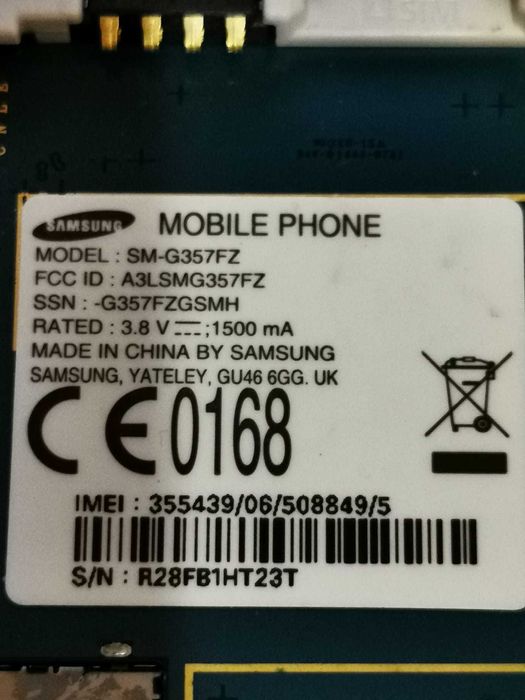 SIM
SAMSUNG MOBILE PHONE
MODEL : SM-G357FZ
FCC ID : A3LSMG357FZ
SSN : -G357FZGSMH
RATED : 3.8 V ⎓;1500 mA
MADE IN CHINA BY SAMSUNG
SAMSUNG, YATELEY, GU46 6GG. UK
CE0168
IMEI : 355439/06/508849/5
S/N : R28FB1HT23T